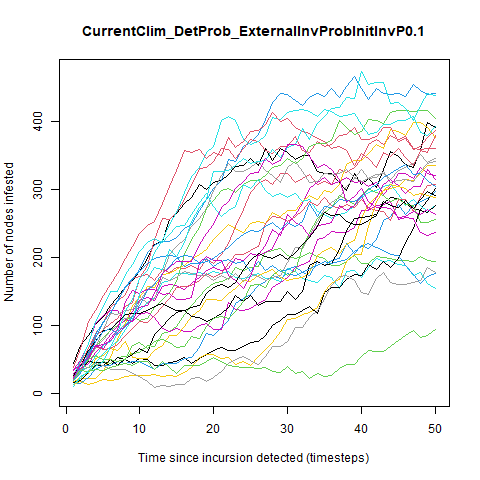 CurrentClim_DetProb_ExternalInvProbInitInvP0.1
Number of nodes infested
400
300
200
100
0
0 10 20 30 40 50
Time since incursion detected (timesteps)